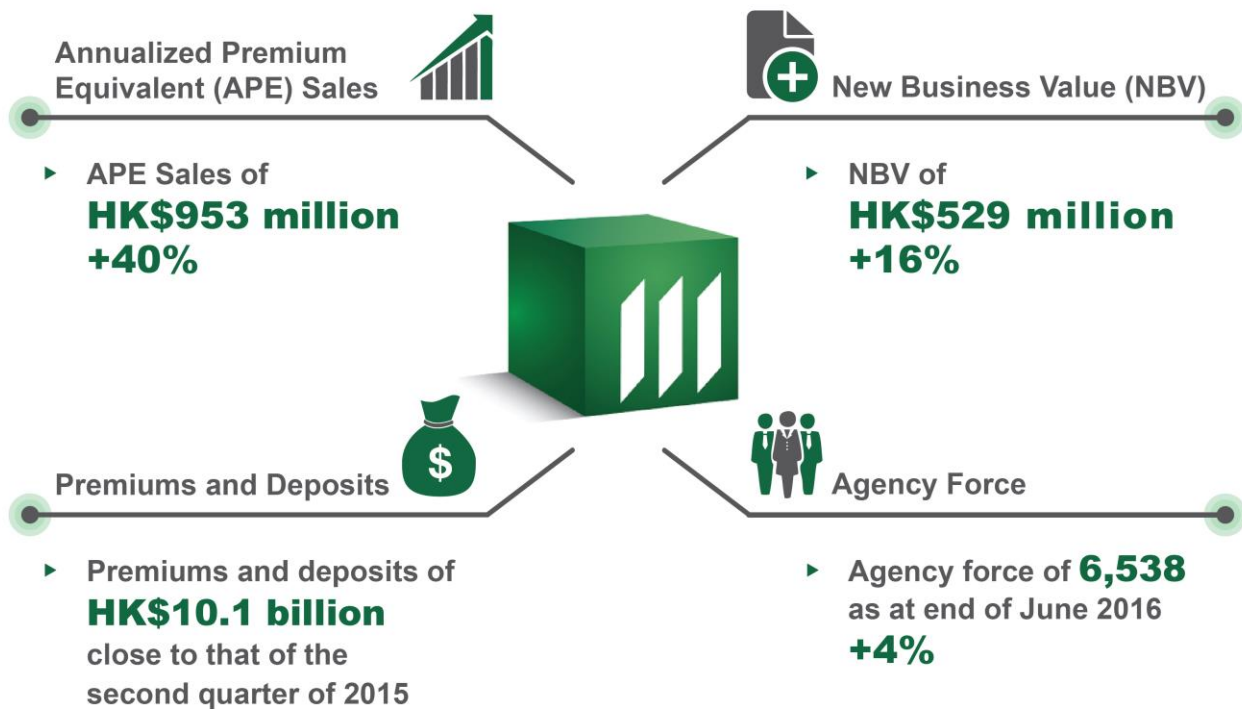 Annualized Premium
Equivalent (APE) Sales
APE Sales of
HK$953 million
+40%
New Business Value (NBV)
NBV of
HK$529 million
+16%
$
Premiums and Deposits
Premiums and deposits of
HK$10.1 billion
close to that of the
second quarter of 2015
Agency Force
Agency force of 6,538
as at end of June 2016
+4%